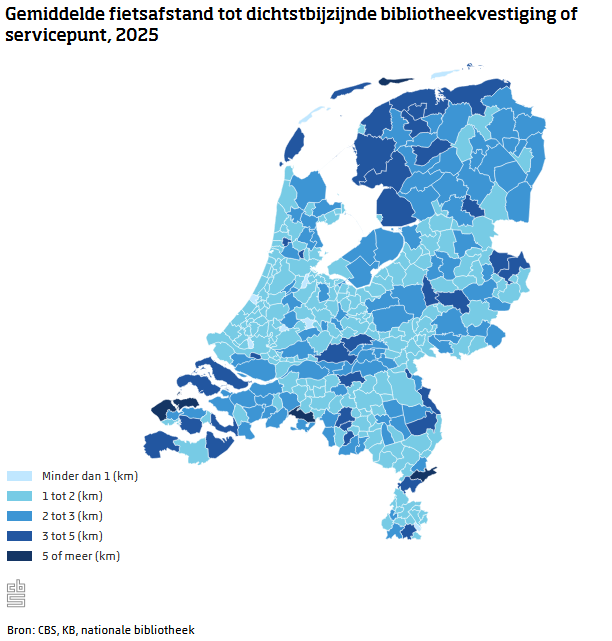 Gemiddelde fietsafstand tot dichtstbijzijnde bibliotheekvestiging of
servicepunt, 2025
Minder dan 1 (km)
1 tot 2 (km)
2 tot 3 (km)
3 tot 5 (km)
5 of meer (km)
cbs
Bron: CBS, KB, nationale bibliotheek